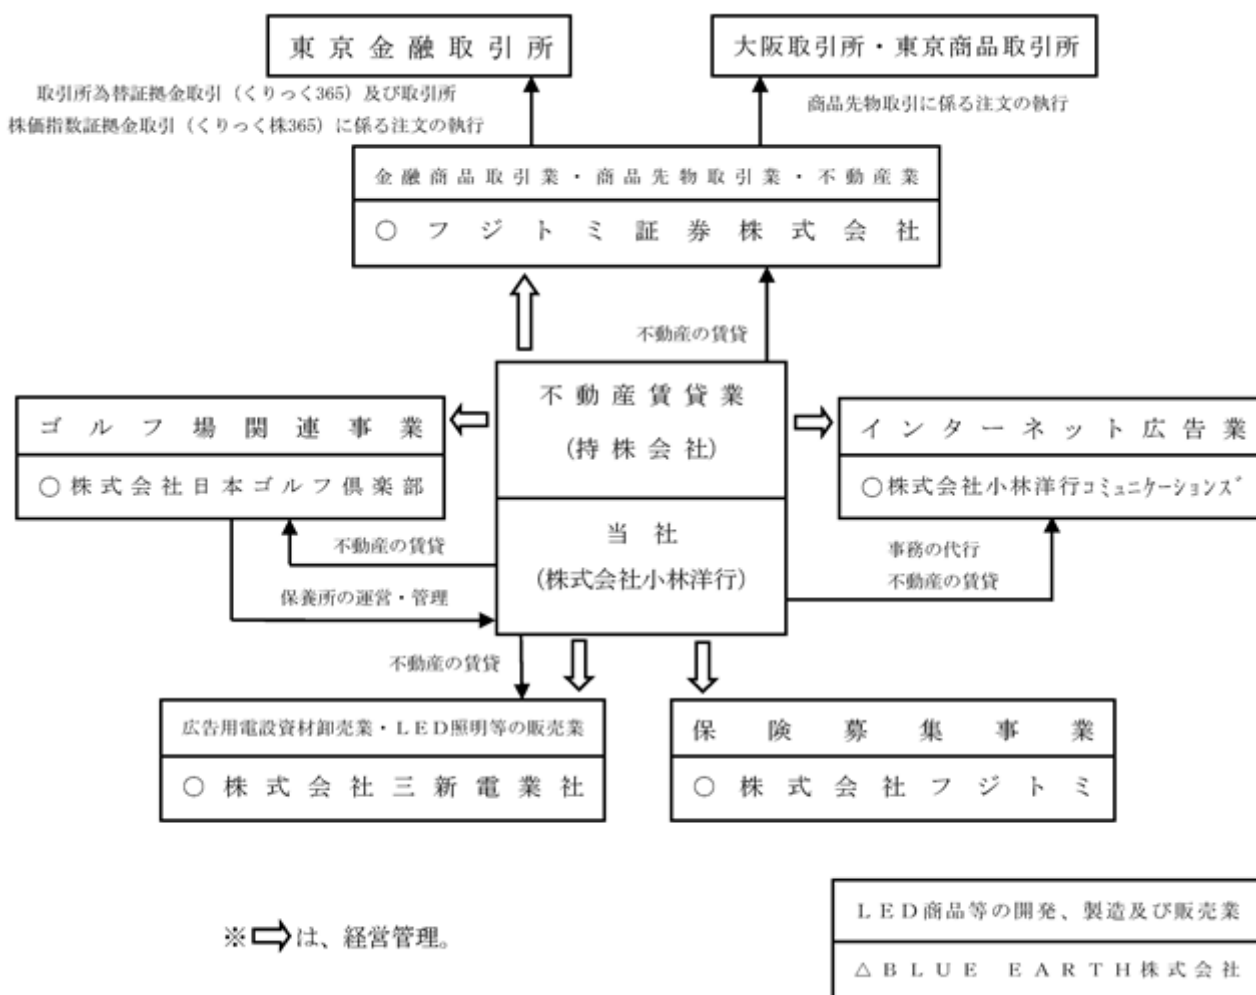 東京金融取引所
大阪取引所・東京商品取引所
取引所為替証拠金取引（くりっく365）及び取引所
株価指数証拠金取引（くりっく株365）に係る注文の執行
商品先物取引に係る注文の執行
金融商品取引業・商品先物取引業・不動産業
○フジトミ証券株式会社
不動産の賃貸
不動産賃貸業
(持株会社)
当社
(株式会社小林洋行)
ゴルフ場関連事業
○株式会社日本ゴルフ倶楽部
インターネット広告業
○株式会社小林洋行ｺﾐｭﾆｹｰｼｮﾝｽﾞ
不動産の賃貸
保養所の運営・管理
事務の代行
不動産の賃貸
不動産の賃貸
広告用電設資材卸売業・ＬＥＤ照明等の販売業
○株式会社三新電業社
保険募集事業
○株式会社フジトミ
※⇨は、経営管理。
ＬＥＤ商品等の開発、製造及び販売業
△ＢＬＵＥ　ＥＡＲＴＨ株式会社